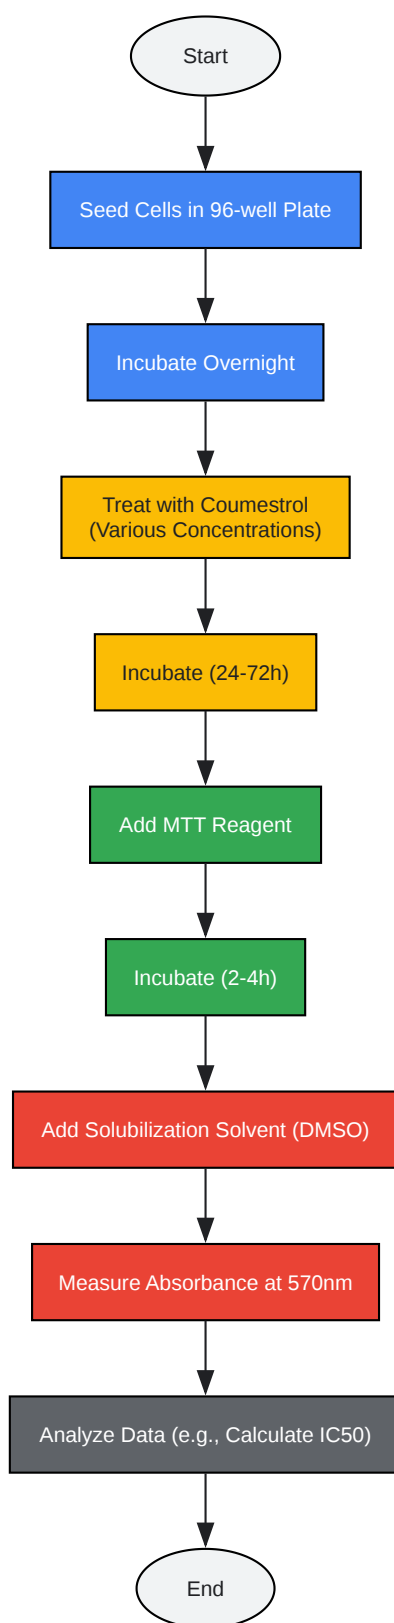 Start
Seed Cells in 96-well Plate
Incubate Overnight
Treat with Coumestrol
(Various Concentrations)
Incubate (24-72h)
Add MTT Reagent
Incubate (2-4h)
Add Solubilization Solvent (DMSO)
Measure Absorbance at 570nm
Analyze Data (e.g., Calculate IC50)
End